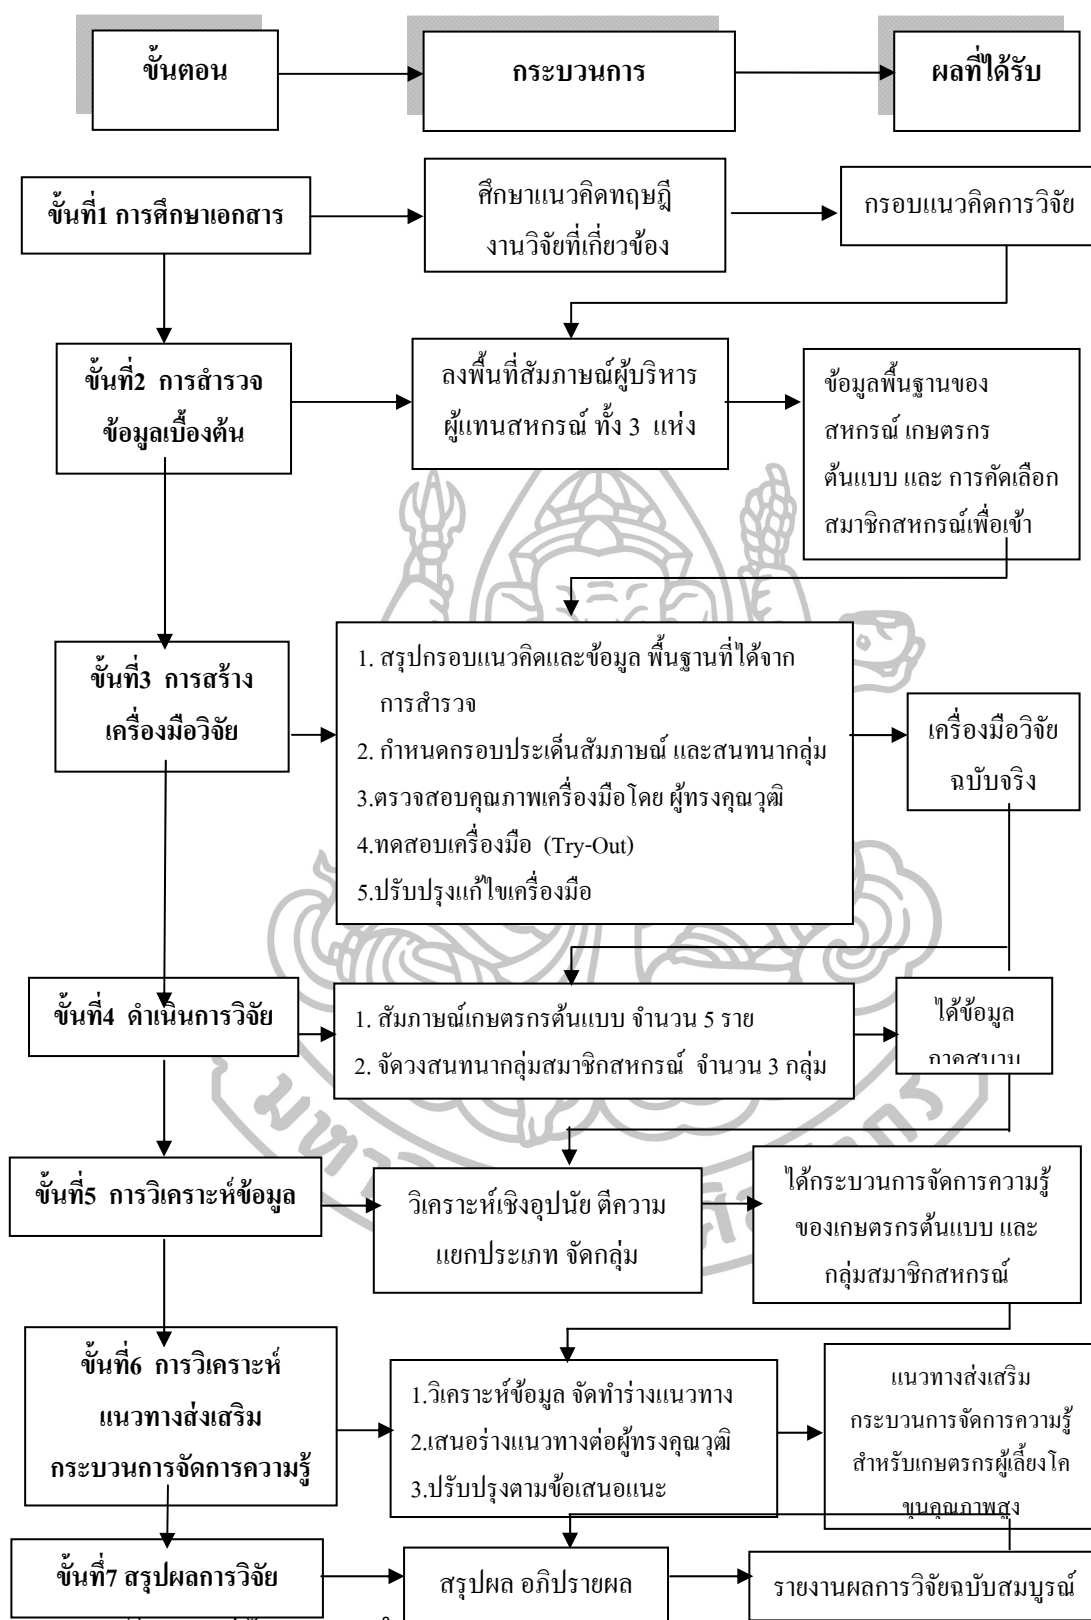 ขั้นตอน
กระบวนการ
ผลที่ได้รับ
ขั้นที่1 การศึกษาเอกสาร
ศึกษาแนวคิดทฤษฎี
งานวิจัยที่เกี่ยวข้อง
กรอบแนวคิดการวิจัย
ขั้นที่2 การสำรวจ
ข้อมูลเบื้องต้น
ลงพื้นที่สัมภาษณ์ผู้บริหาร
ผู้แทนสหกรณ์ ทั้ง 3 แห่ง
ข้อมูลพื้นฐานของ
สหกรณ์ เกษตรกร
ต้นแบบ และ การคัดเลือก
สมาชิกสหกรณ์เพื่อเข้า
ขั้นที่3 การสร้าง
เครื่องมือวิจัย
1. สรุปกรอบแนวคิดและข้อมูล พื้นฐานที่ได้จาก
การสำรวจ
2. กำหนดกรอบประเด็นสัมภาษณ์ และสนทนากลุ่ม
3.ตรวจสอบคุณภาพเครื่องมือโดย ผู้ทรงคุณวุฒิ
4.ทดสอบเครื่องมือ (Try-Out)
5.ปรับปรุงแก้ไขเครื่องมือ
เครื่องมือวิจัย
ฉบับจริง
ขั้นที่4 ดำเนินการวิจัย
1. สัมภาษณ์เกษตรกรต้นแบบ จำนวน 5 ราย
2. จัดวงสนทนากลุ่มสมาชิกสหกรณ์ จำนวน 3 กลุ่ม
ได้ข้อมูล
ภาคสนาม
ขั้นที่5 การวิเคราะห์ข้อมูล
วิเคราะห์เชิงอุปนัย ตีความ
แยกประเภท จัดกลุ่ม
ได้กระบวนการจัดการความรู้
ของเกษตรกรต้นแบบ และ
กลุ่มสมาชิกสหกรณ์
ขั้นที่6 การวิเคราะห์
แนวทางส่งเสริม
กระบวนการจัดการความรู้
1.วิเคราะห์ข้อมูล จัดทำร่างแนวทาง
2.เสนอร่างแนวทางต่อผู้ทรงคุณวุฒิ
3.ปรับปรุงตามข้อเสนอแนะ
แนวทางส่งเสริม
กระบวนการจัดการความรู้
สำหรับเกษตรกรผู้เลี้ยงโค
ขุนคุณภาพสูง
ขั้นที่7 สรุปผลการวิจัย
สรุปผล อภิปรายผล
รายงานผลการวิจัยฉบับสมบูรณ์